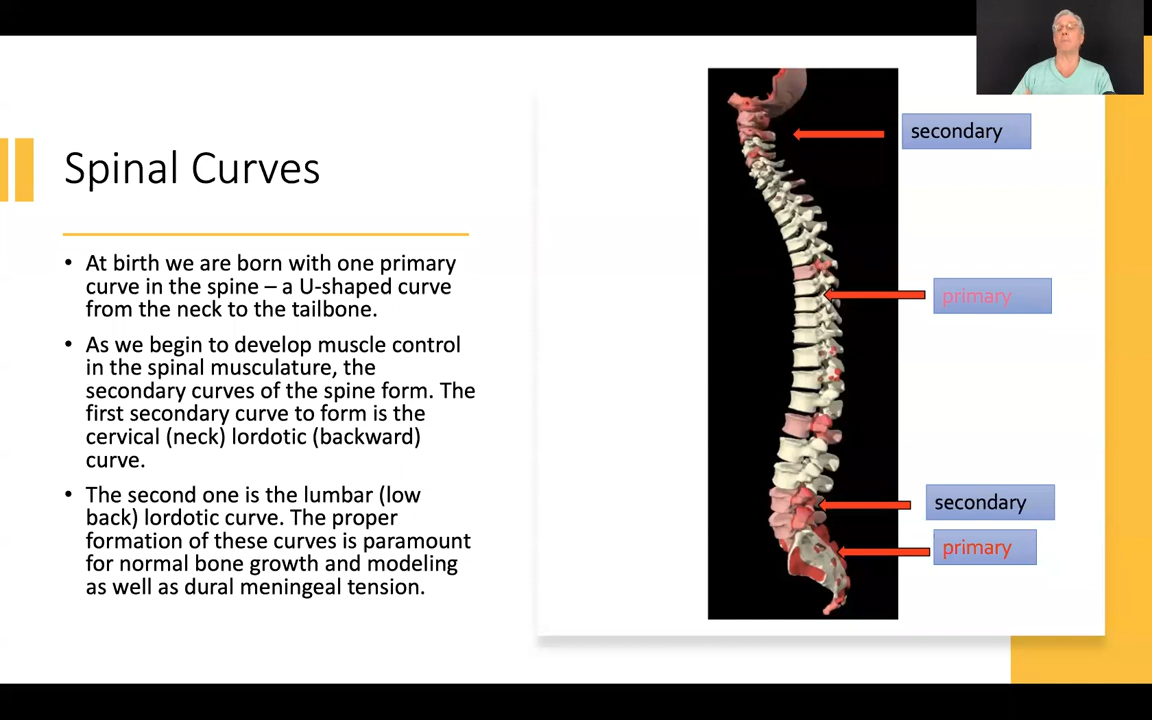 Spinal Curves
• At birth we are born with one primary
curve in the spine – a U-shaped curve
from the neck to the tailbone.
• As we begin to develop muscle control
in the spinal musculature, the
secondary curves of the spine form. The
first secondary curve to form is the
cervical (neck) lordotic (backward)
curve.
• The second one is the lumbar (low
back) lordotic curve. The proper
formation of these curves is paramount
for normal bone growth and modeling
as well as dural meningeal tension.
secondary
primary
secondary
primary